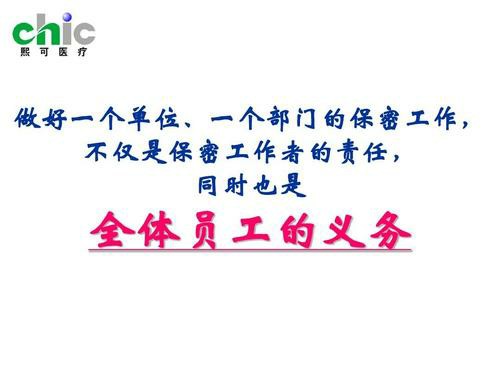 chic
熙可医疗
做好一个单位、一个部门的保密工作，
不仅是保密工作者的责任，
同时也是
全体员工的义务